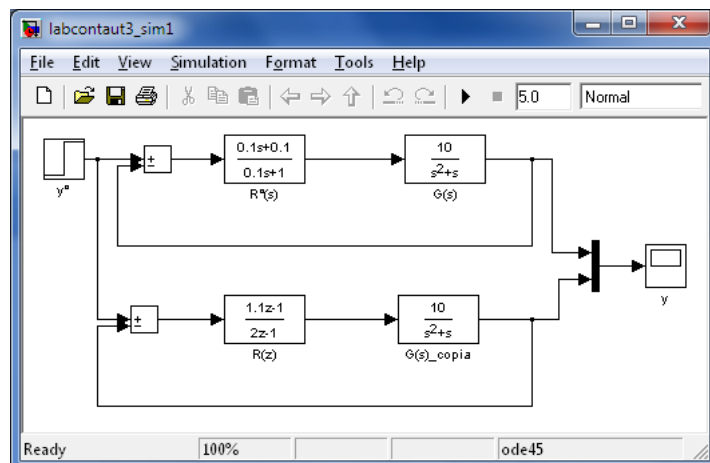 labcontaut3_sim1
File Edit View Simulation Format Tools Help
5.0 Normal
y°
±
0.1s+0.1
0.1s+1
R°(s)
10
s²+s
G(s)
y
±
1.1z-1
2z-1
R(z)
10
s²+s
G(s)_copia
Ready 100% ode45